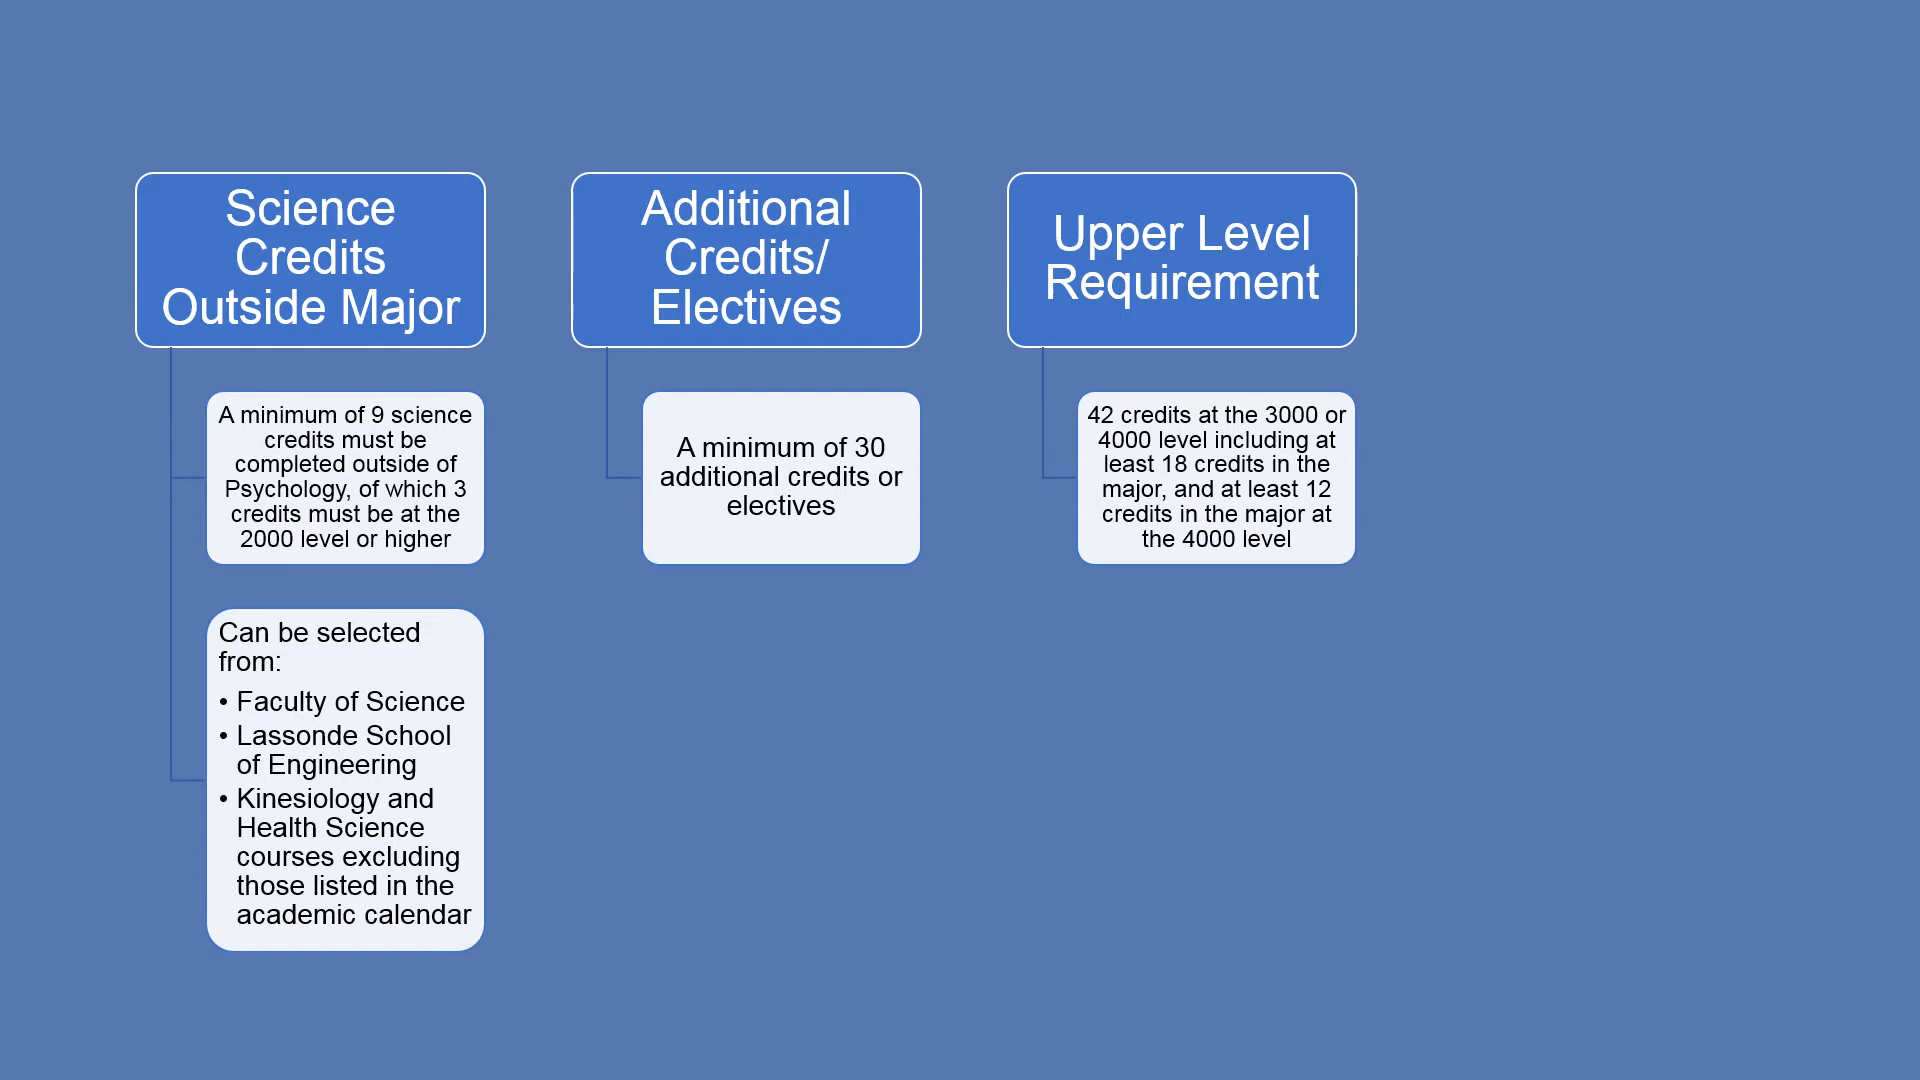 Science
Credits
Outside Major
A minimum of 9 science
credits must be
completed outside of
Psychology, of which 3
credits must be at the
2000 level or higher
Can be selected
from:
• Faculty of Science
• Lassonde School
of Engineering
• Kinesiology and
Health Science
courses excluding
those listed in the
academic calendar
Additional
Credits/
Electives
A minimum of 30
additional credits or
electives
Upper Level
Requirement
42 credits at the 3000 or
4000 level including at
least 18 credits in the
major, and at least 12
credits in the major at
the 4000 level